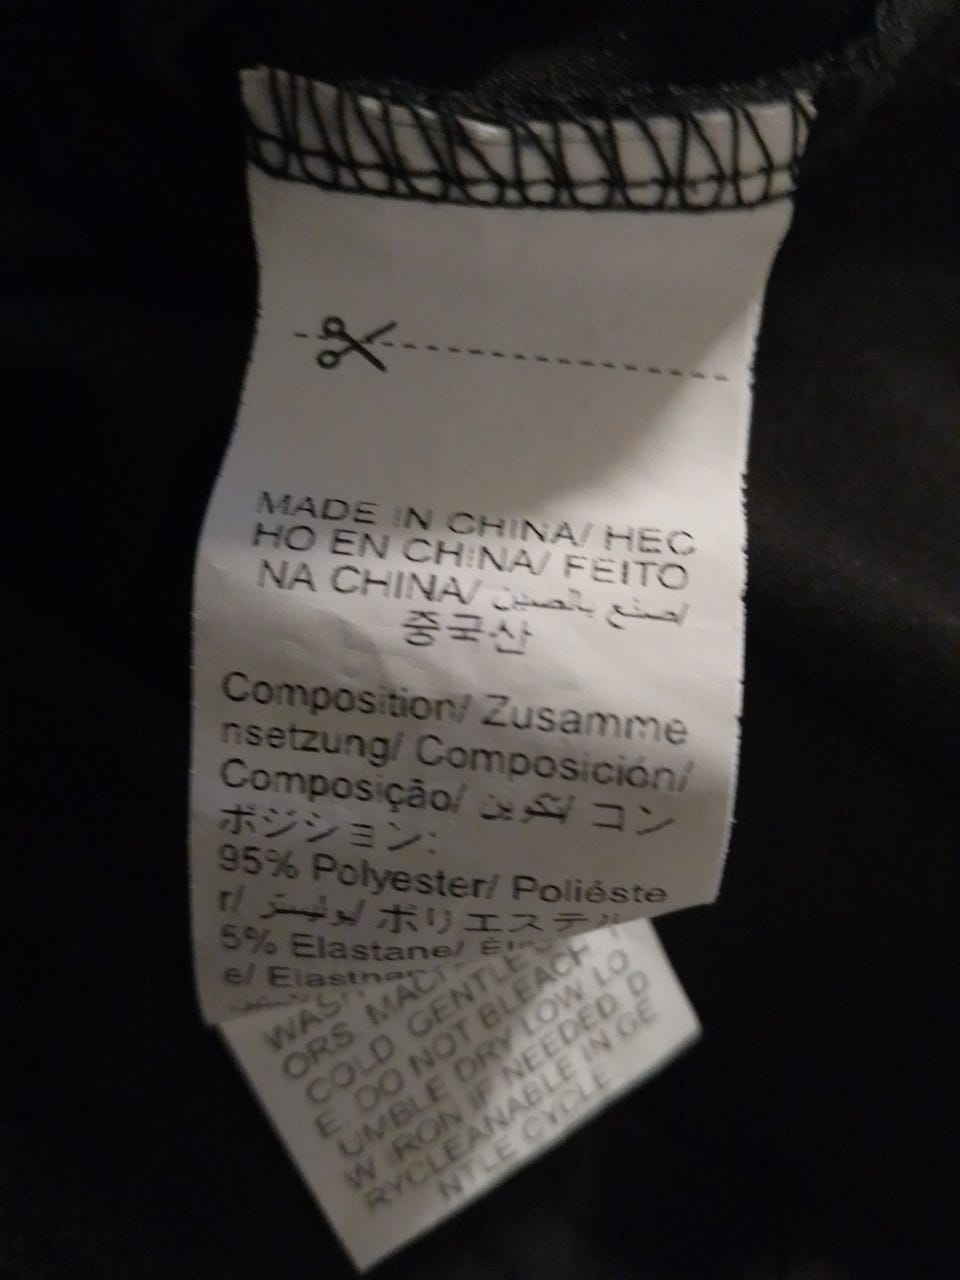 MADE IN CHINA/ HEC
HO EN CHINA/ FEITO
NA CHINA/ صنع بالصين/
중국산
Composition/ Zusamme
nsetzung/ Composición/
Composição/ تكوين/ コン
ポジション:
95% Polyester/ Poliéste
r/ بوليستر/ ポリエステル
5% Elastane/
e/
COLD GENTLE
E DO NOT BLEACH
UMBLE DRY LOW LO
W IRON IF NEEDED D
RYCLEANABLE IN GE
NTLE CYCLE